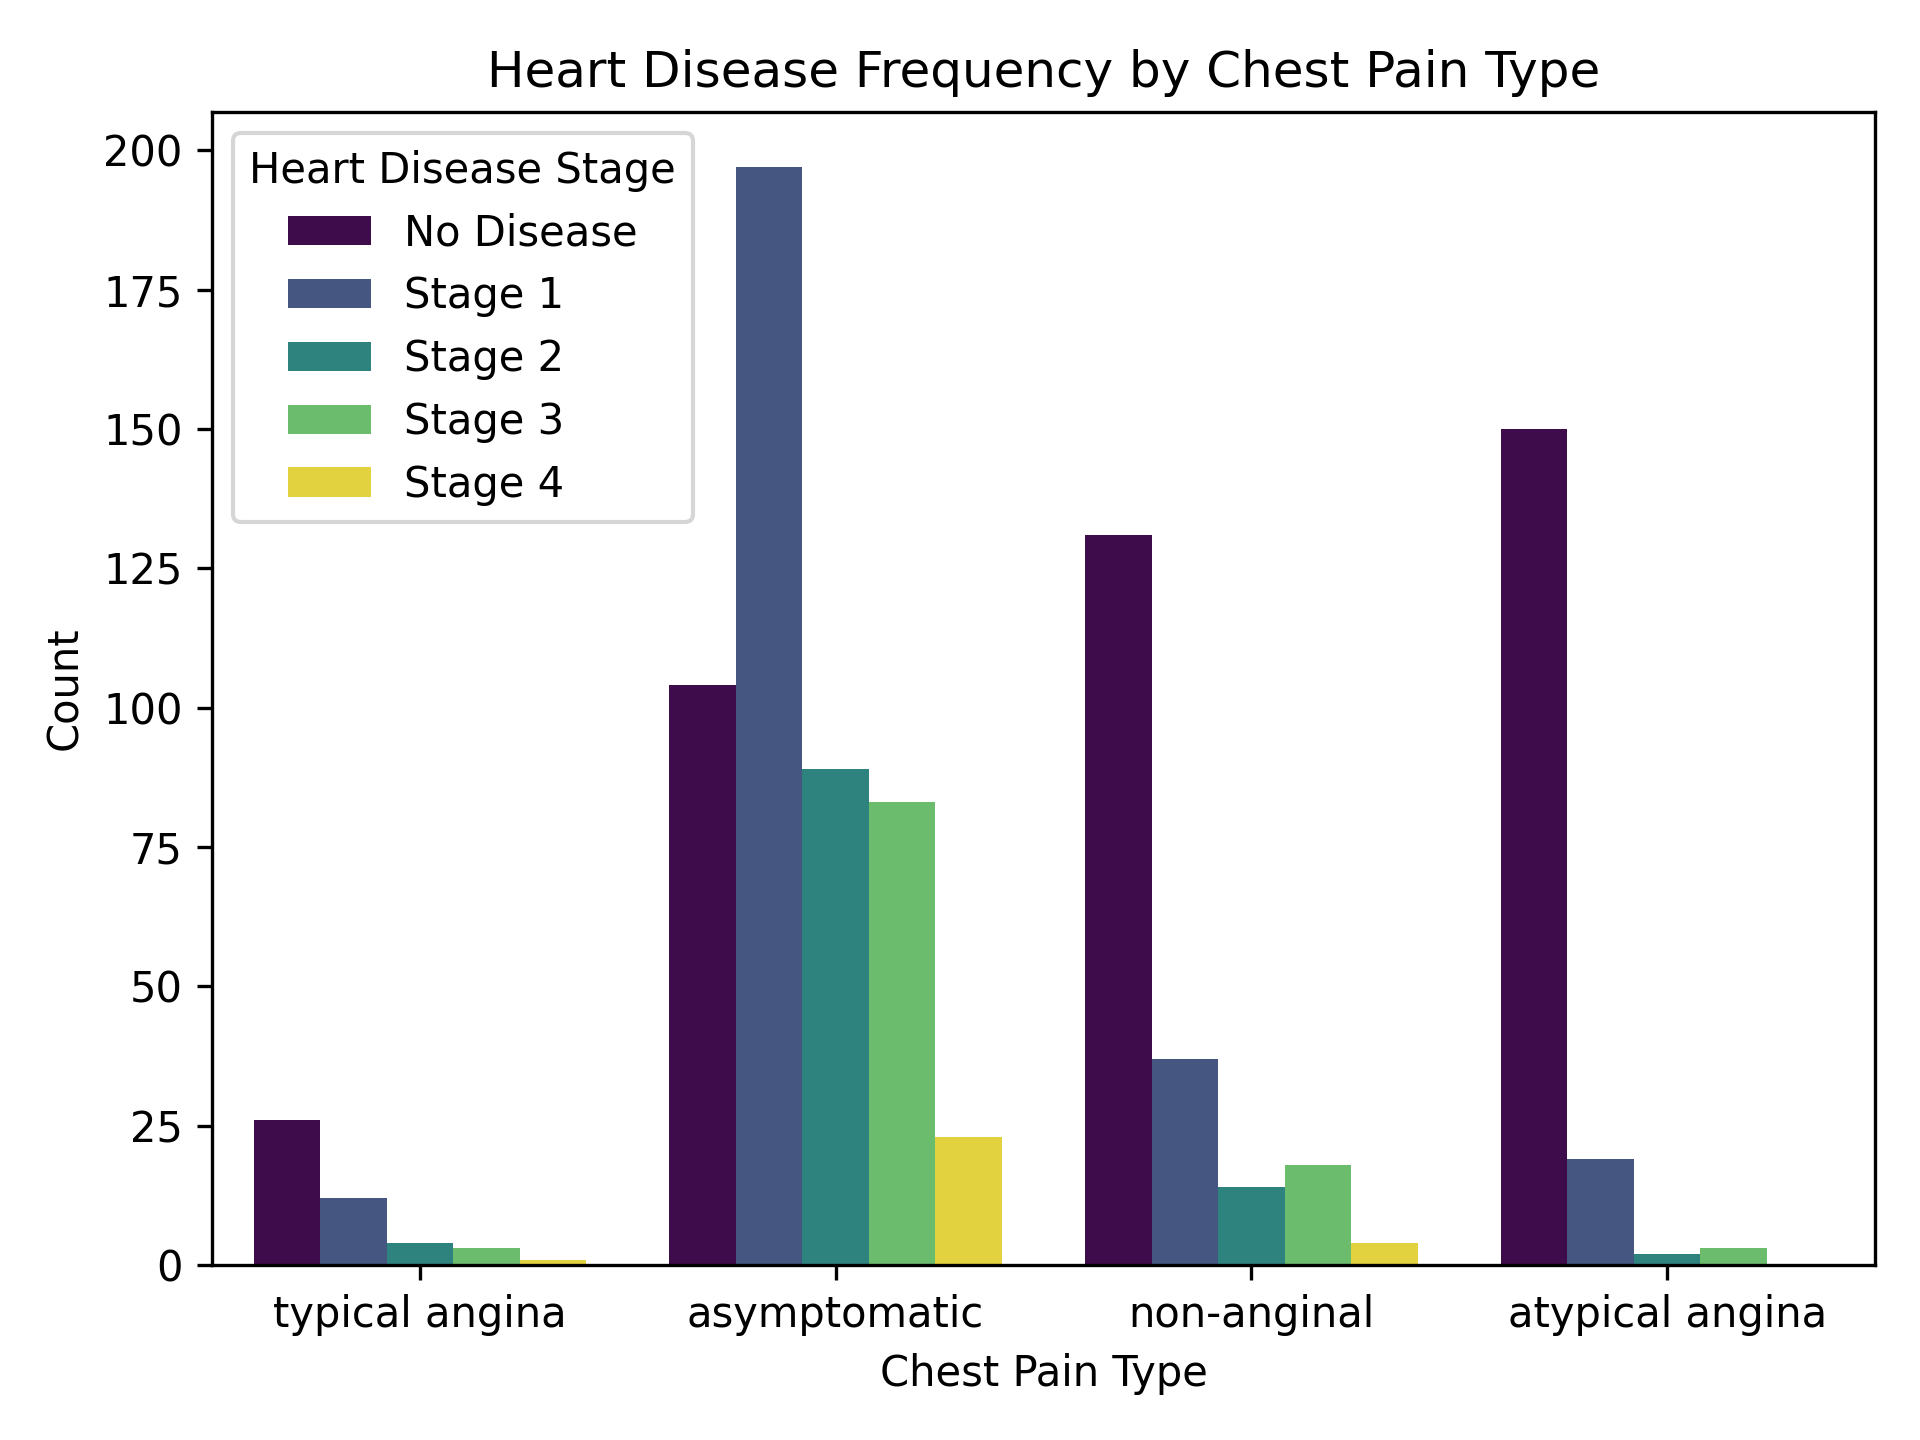 Heart Disease Frequency by Chest Pain Type
Heart Disease Stage
No Disease
Stage 1
Stage 2
Stage 3
Stage 4
Count
200
175
150
125
100
75
50
25
0
typical angina
asymptomatic
non-anginal
atypical angina
Chest Pain Type